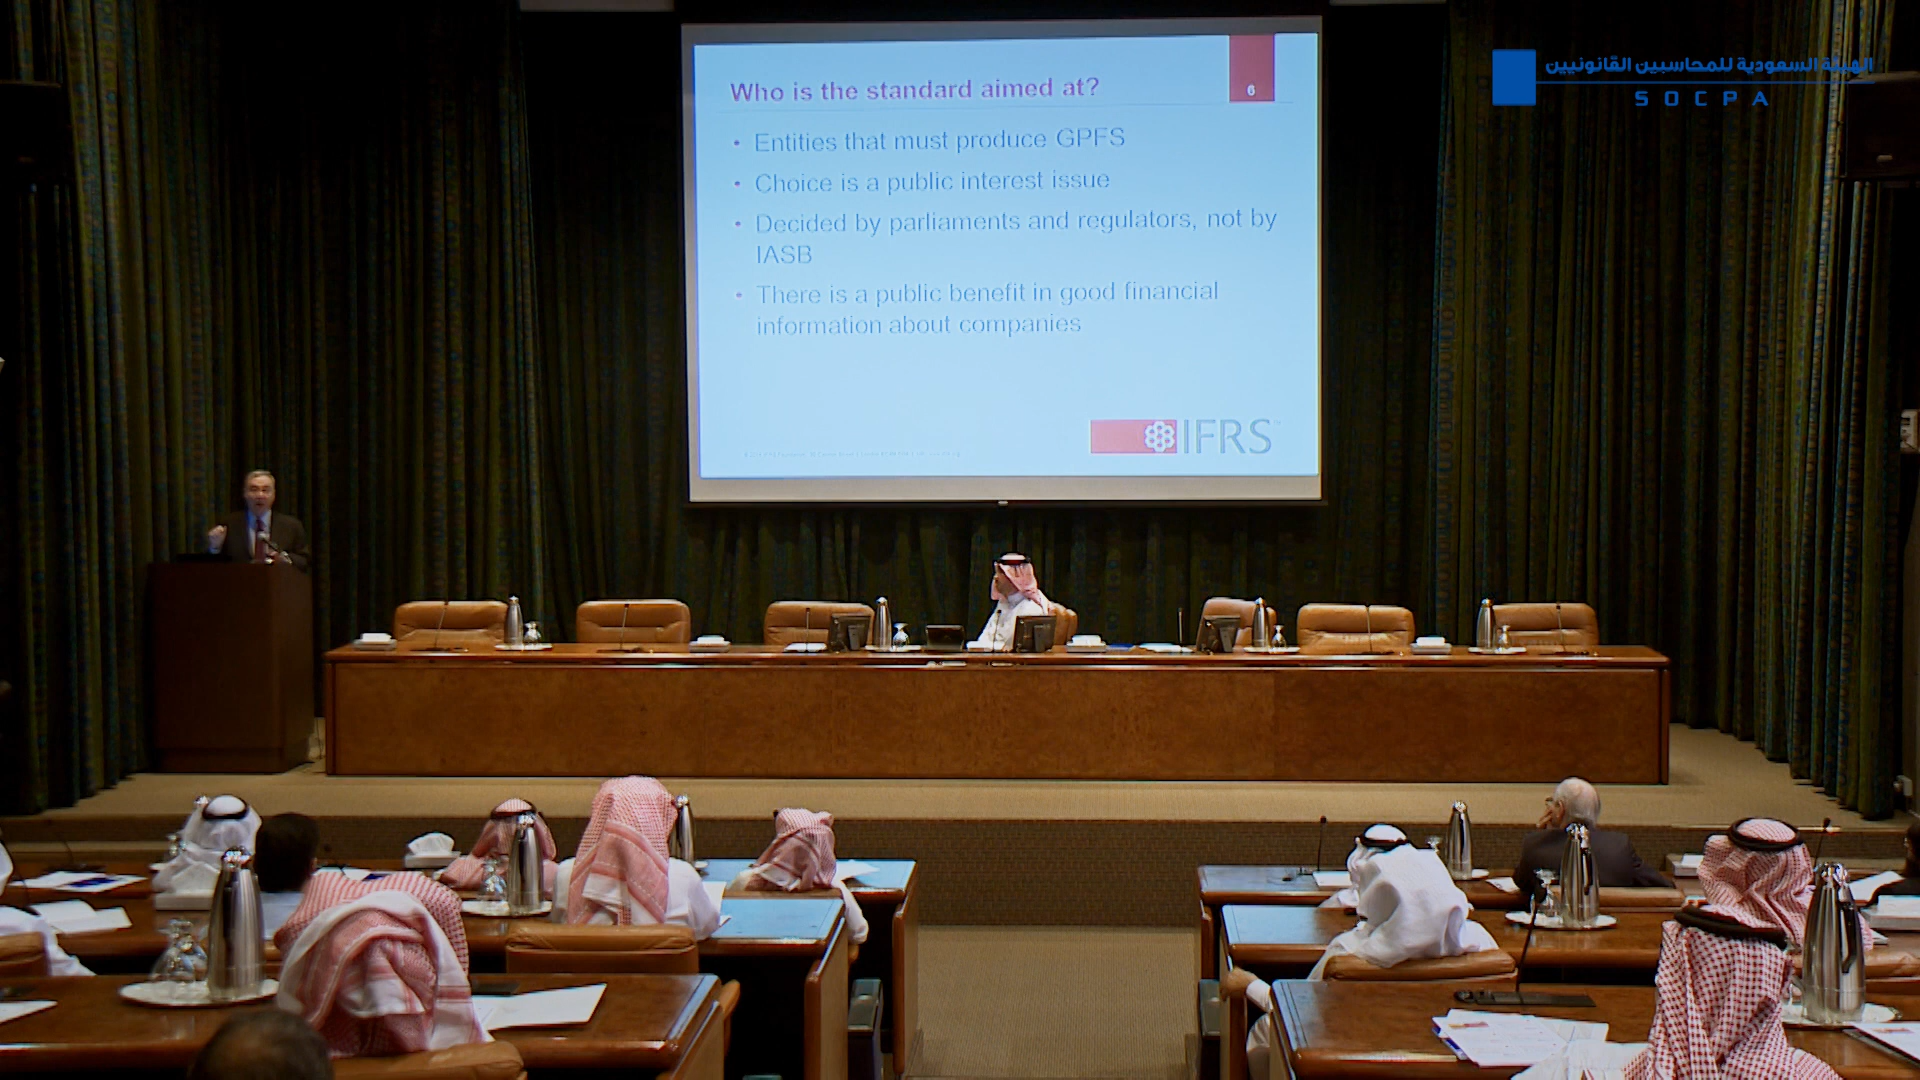 Who is the standard aimed at?
6
• Entities that must produce GPFS
• Choice is a public interest issue
• Decided by parliaments and regulators, not by
IASB
• There is a public benefit in good financial
information about companies
IFRS
الهيئة السعودية للمحاسبين القانونيين
SOCPA